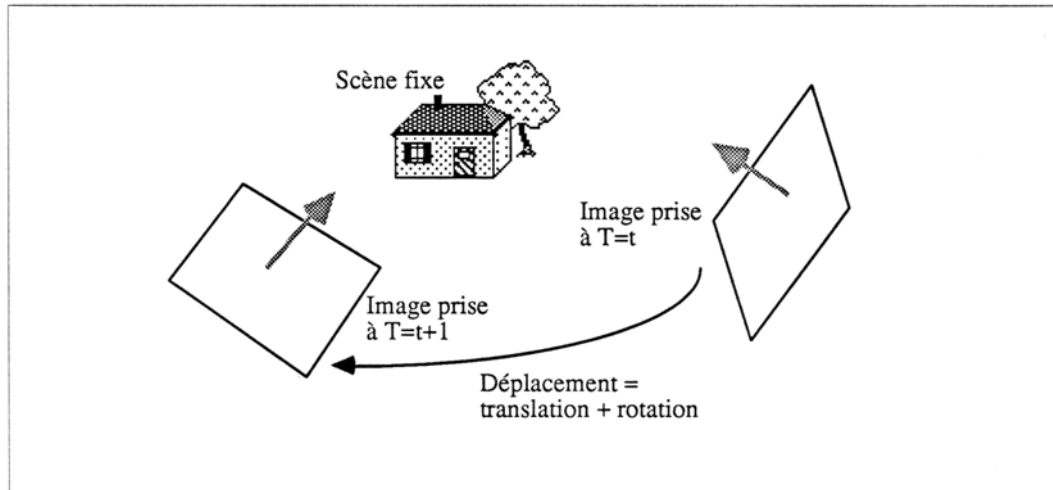 Scène fixe
Image prise
à T=t
Image prise
à T=t+1
Déplacement =
translation + rotation